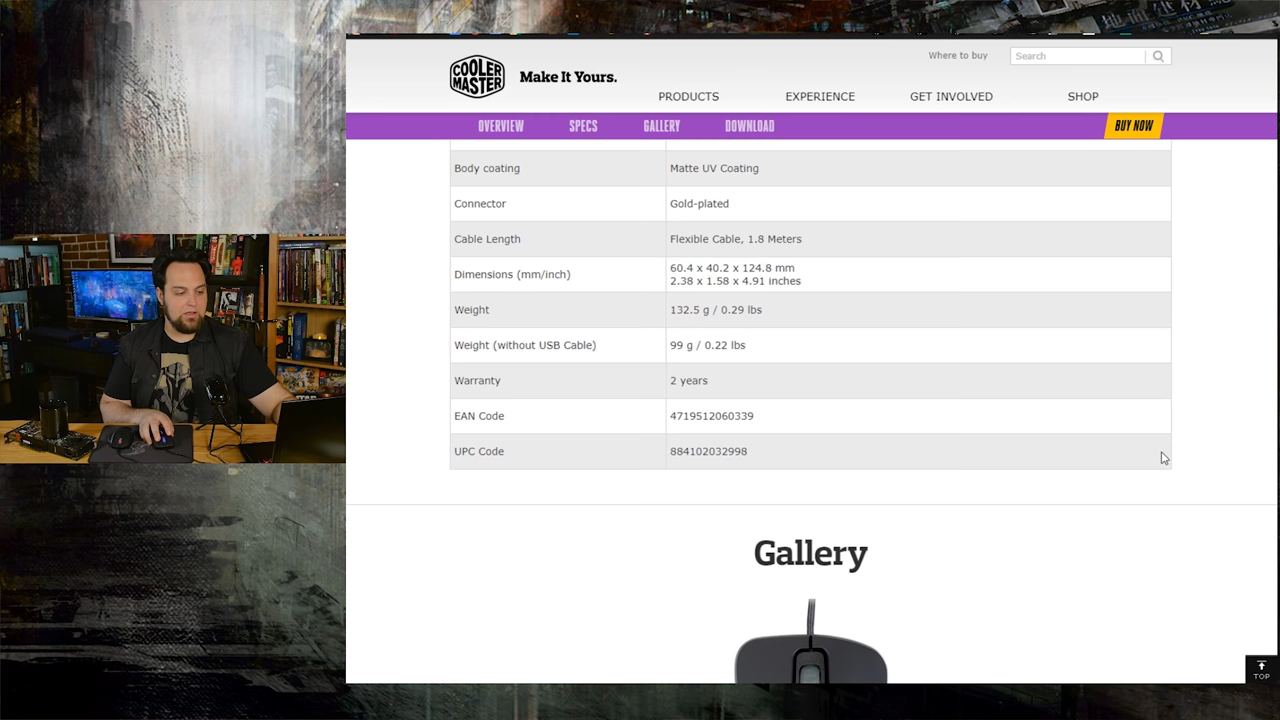 COOLER
MASTER
Make It Yours.
Where to buy
Search
PRODUCTS
EXPERIENCE
GET INVOLVED
SHOP
OVERVIEW
SPECS
GALLERY
DOWNLOAD
BUY NOW
Body coating Matte UV Coating
Connector Gold-plated
Cable Length Flexible Cable, 1.8 Meters
Dimensions (mm/inch) 60.4 x 40.2 x 124.8 mm
2.38 x 1.58 x 4.91 inches
Weight 132.5 g / 0.29 lbs
Weight (without USB Cable) 99 g / 0.22 lbs
Warranty 2 years
EAN Code 4719512060339
UPC Code 884102032998
Gallery
TOP